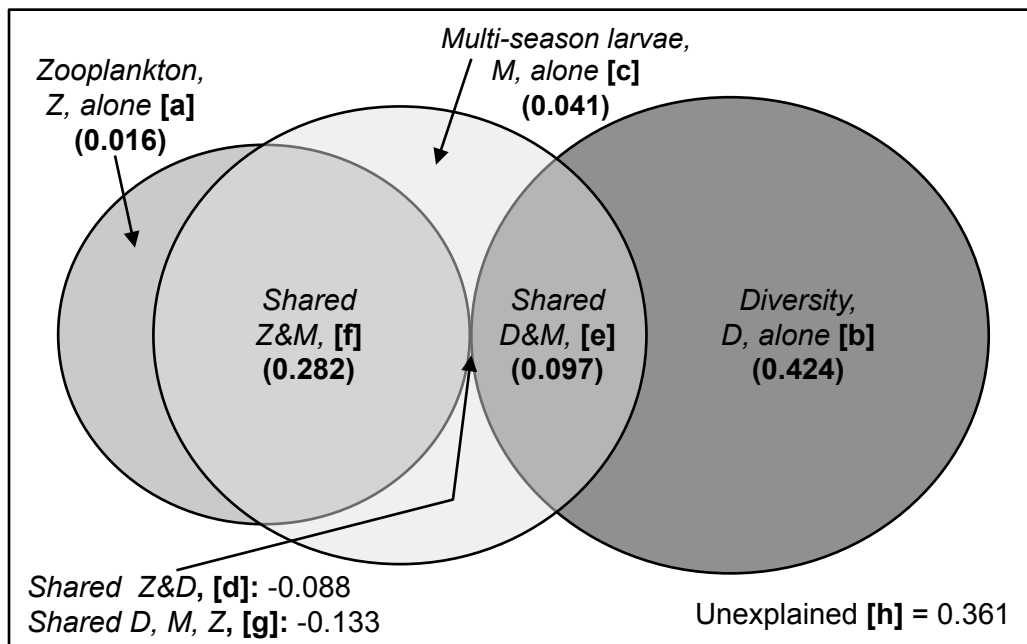 Zooplankton,
Z, alone [a]
(0.016)
Multi-season larvae,
M, alone [c]
(0.041)
Shared
Z&M, [f]
(0.282)
Shared
D&M, [e]
(0.097)
Diversity,
D, alone [b]
(0.424)
Shared Z&D, [d]: -0.088
Shared D, M, Z, [g]: -0.133
Unexplained [h] = 0.361